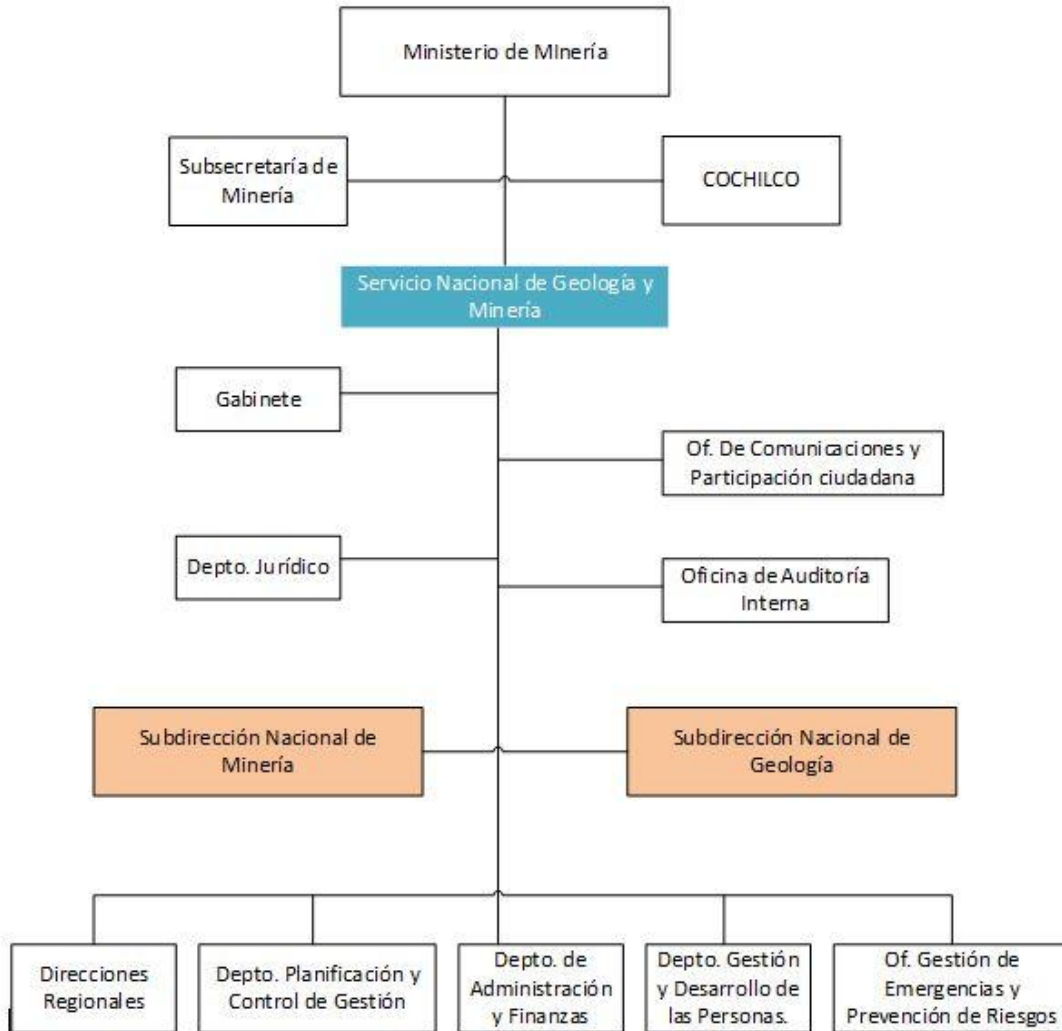 Ministerio de MInería
Subsecretaría de
Minería
COCHILCO
Servicio Nacional de Geología y
Minería
Gabinete
Of. De Comunicaciones y
Participación ciudadana
Depto. Jurídico
Oficina de Auditoría
Interna
Subdirección Nacional de
Minería
Subdirección Nacional de
Geología
Direcciones
Regionales
Depto. Planificación y
Control de Gestión
Depto. de
Administración
y Finanzas
Depto. Gestión
y Desarrollo de
las Personas.
Of. Gestión de
Emergencias y
Prevención de Riesgos